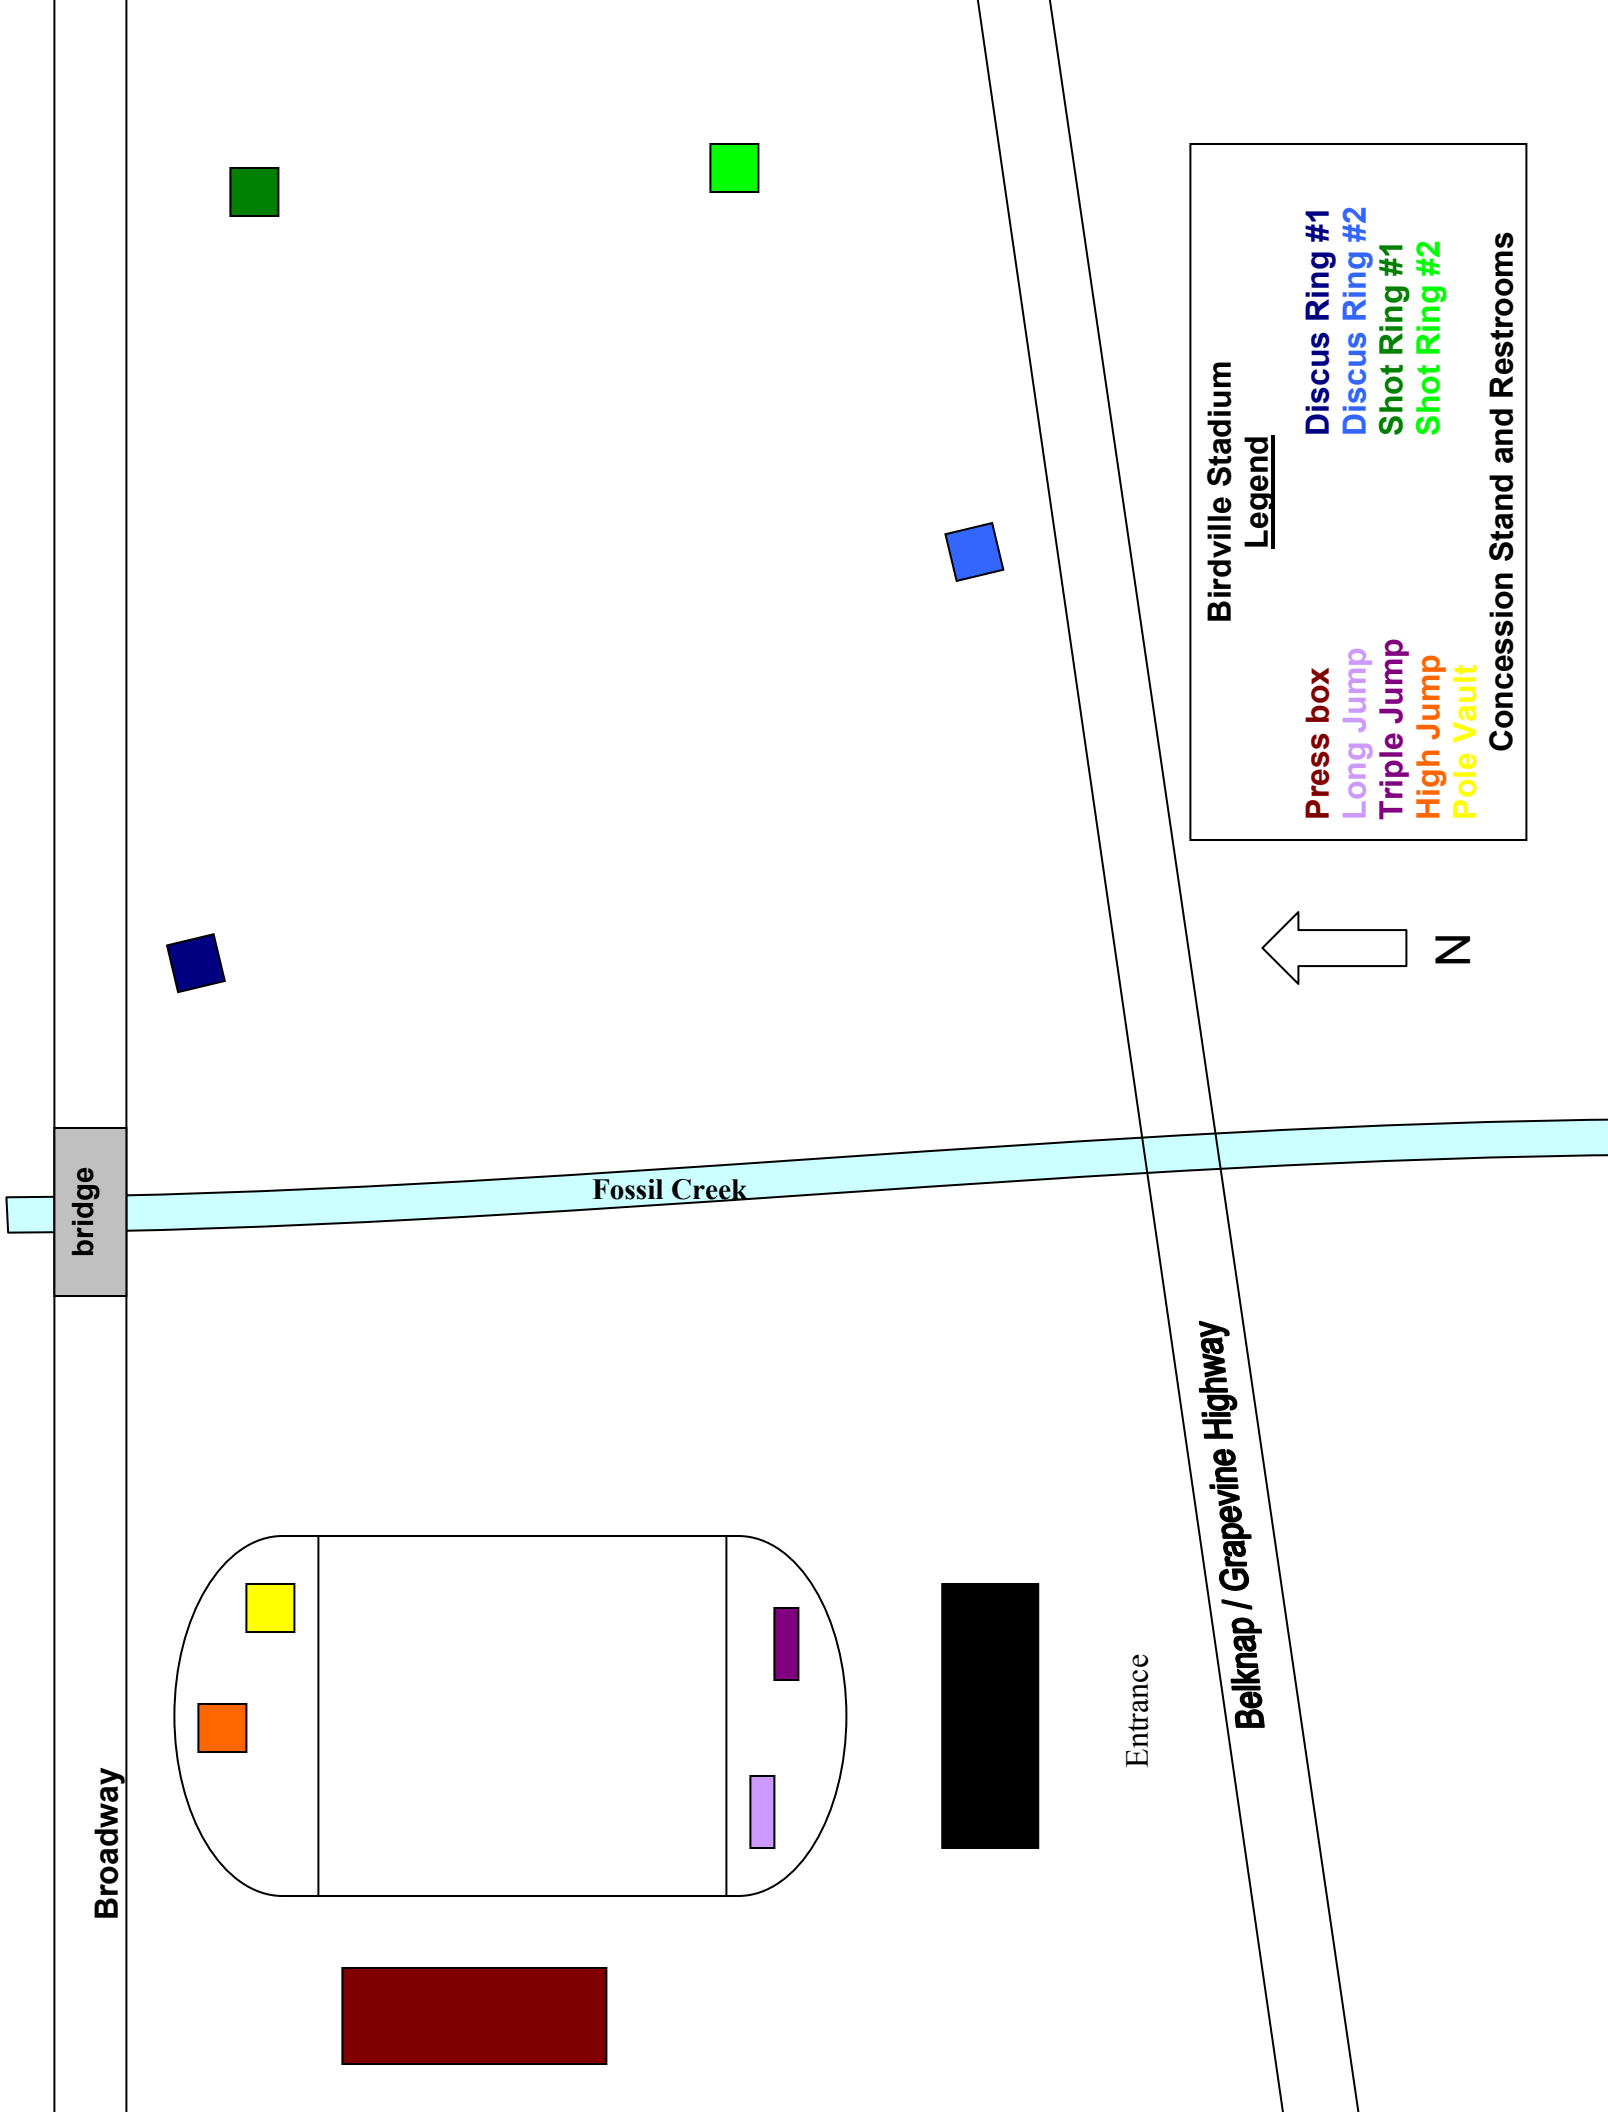 Broadway
bridge
Fossil Creek
Entrance
Belknap / Grapevine Highway
Birdville Stadium
Legend
Press box Discus Ring #1
Long Jump Discus Ring #2
Triple Jump Shot Ring #1
High Jump Shot Ring #2
Pole Vault
Concession Stand and Restrooms
N